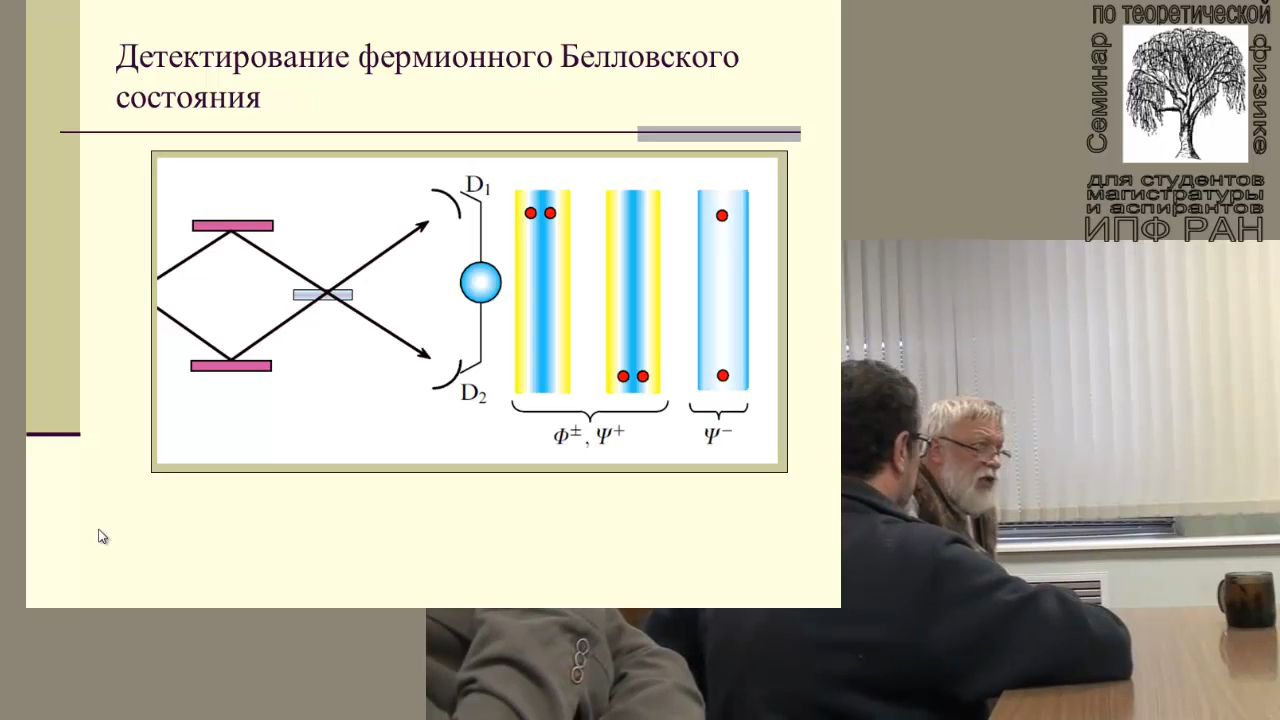 Детектирование фермионного Белловского
состояния
D1
D2
Φ±, Ψ+
Ψ−
по теоретической
Семинар
физике
для студентов
магистратуры
и аспирантов
ИПФ РАН